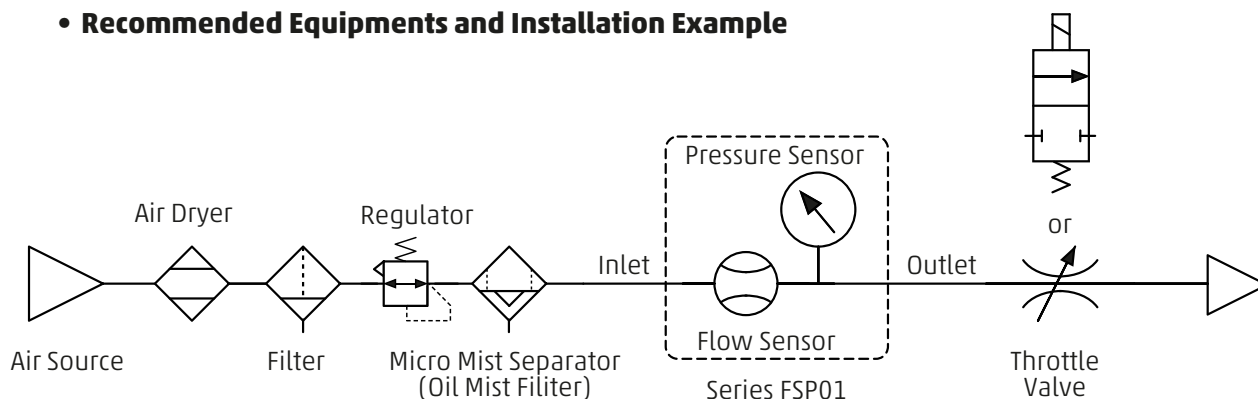 • Recommended Equipments and Installation Example
Pressure Sensor
Air Dryer
Regulator
or
Inlet
Outlet
Flow Sensor
Air Source
Filter
Micro Mist Separator
(Oil Mist Filiter)
Series FSP01
Throttle
Valve